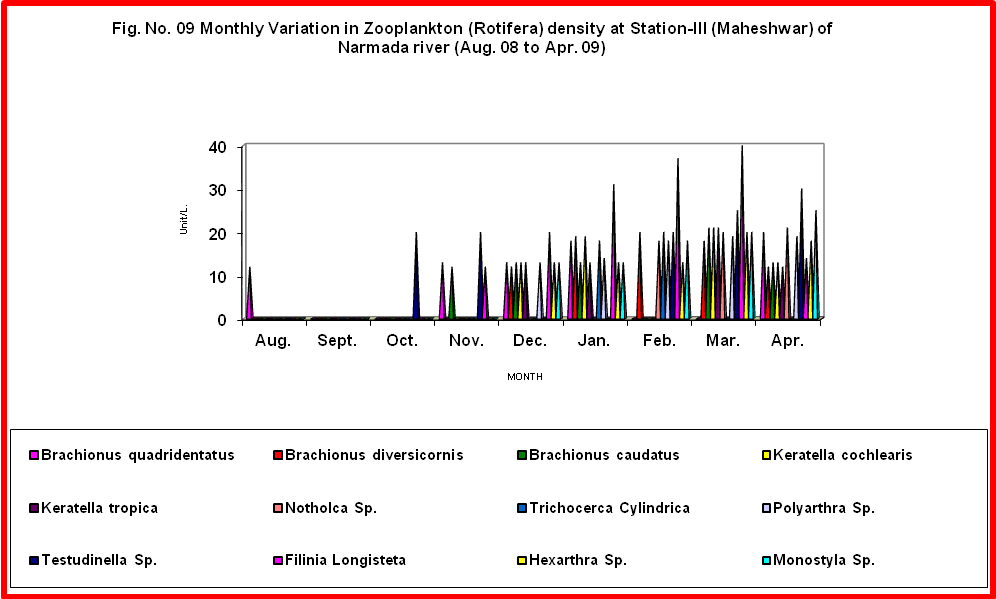 Fig. No. 09 Monthly Variation in Zooplankton (Rotifera) density at Station-III (Maheshwar) of
Narmada river (Aug. 08 to Apr. 09)
40
30
20
10
0
Unit/L.
Aug. Sept. Oct. Nov. Dec. Jan. Feb. Mar. Apr.
MONTH
Brachionus quadridentatus Brachionus diversicornis Brachionus caudatus Keratella cochlearis
Keratella tropica Notholca Sp. Trichocerca Cylindrica Polyarthra Sp.
Testudinella Sp. Filinia Longisteta Hexarthra Sp. Monostyla Sp.